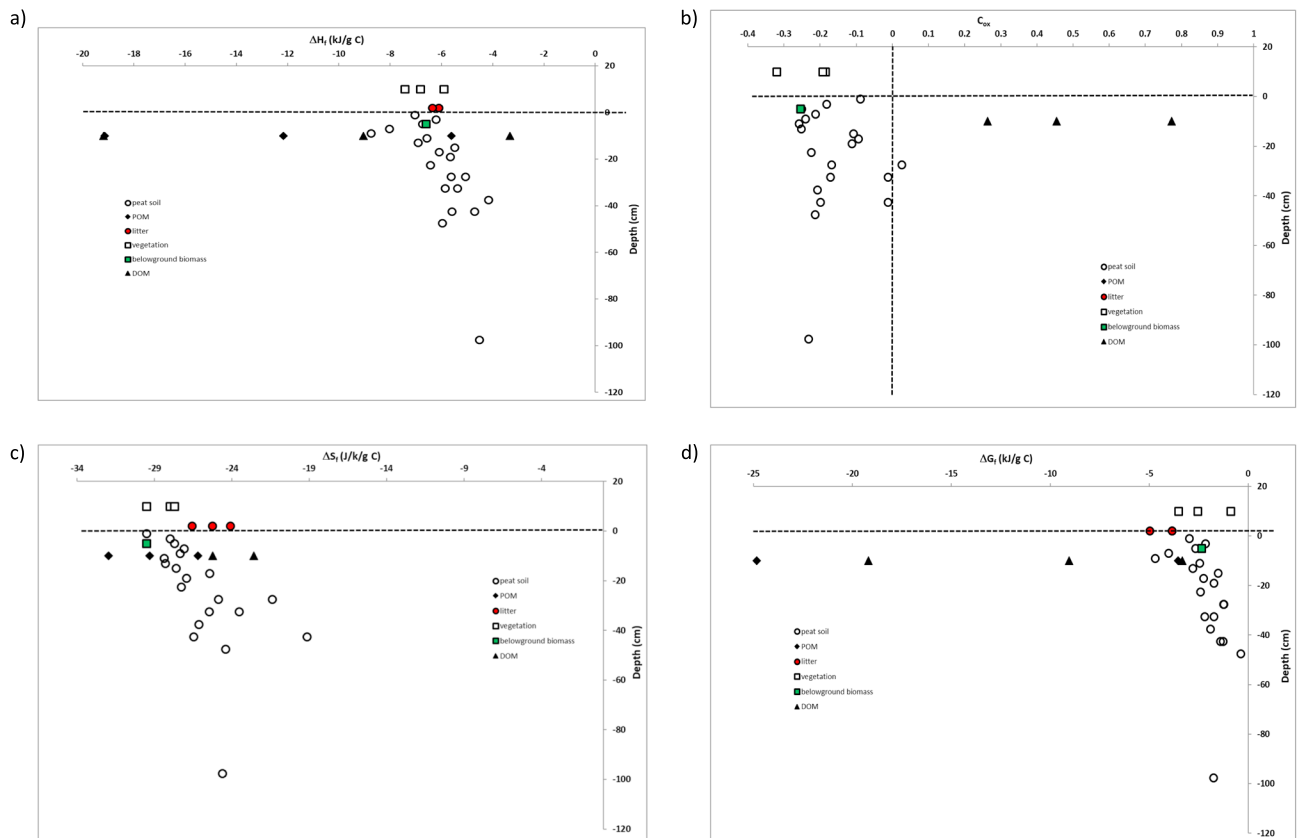 a)
ΔHf (kJ/g C)
-20 -18 -16 -14 -12 -10 -8 -6 -4 -2 0
20
0
-20
-40
-60
-80
-100
-120
Depth (cm)
peat soil
POM
litter
vegetation
belowground biomass
DOM
b)
Cox
-0.4 -0.3 -0.2 -0.1 0 0.1 0.2 0.3 0.4 0.5 0.6 0.7 0.8 0.9 1
20
0
-20
-40
-60
-80
-100
-120
Depth (cm)
peat soil
POM
litter
vegetation
belowground biomass
DOM
c)
ΔSf (J/k/g C)
-34 -29 -24 -19 -14 -9 -4
20
0
-20
-40
-60
-80
-100
-120
Depth (cm)
peat soil
POM
litter
vegetation
belowground biomass
DOM
d)
ΔGf (kJ/g C)
-25 -20 -15 -10 -5 0
20
0
-20
-40
-60
-80
-100
-120
Depth (cm)
peat soil
POM
litter
vegetation
belowground biomass
DOM